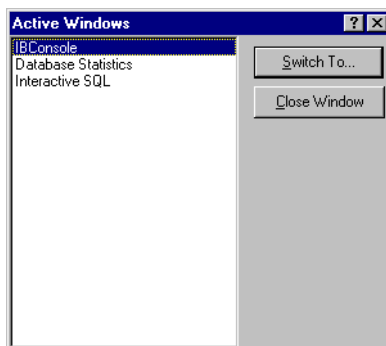 Active Windows
IBConsole
Database Statistics
Interactive SQL
Switch To...
Close Window